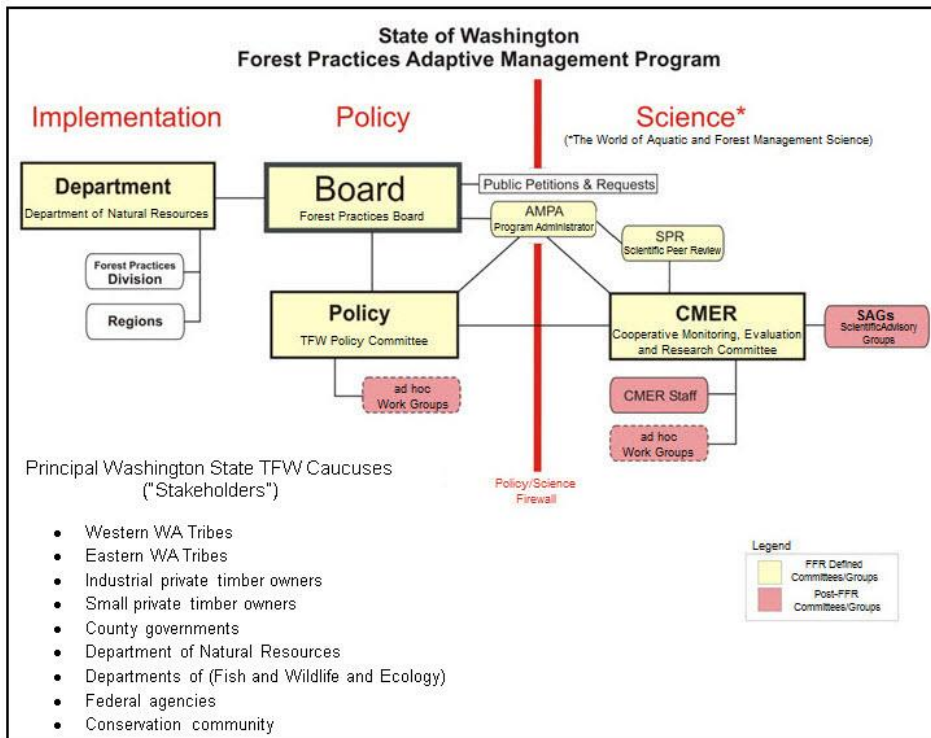 State of Washington
Forest Practices Adaptive Management Program
Implementation
Policy
Science*
(*The World of Aquatic and Forest Management Science)
Department
Department of Natural Resources
Board
Forest Practices Board
Public Petitions & Requests
AMPA
Program Administrator
SPR
Scientific Peer Review
Forest Practices
Division
Regions
Policy
TFW Policy Committee
CMER
Cooperative Monitoring, Evaluation
and Research Committee
SAGs
ScientificAdvisory
Groups
ad hoc
Work Groups
CMER Staff
ad hoc
Work Groups
Policy/Science
Firewall
Principal Washington State TFW Caucuses
("Stakeholders")
• Western WA Tribes
• Eastern WA Tribes
• Industrial private timber owners
• Small private timber owners
• County governments
• Department of Natural Resources
• Departments of (Fish and Wildlife and Ecology)
• Federal agencies
• Conservation community
Legend
FFR Defined
Committees/Groups
Post-FFR
Committees/Groups